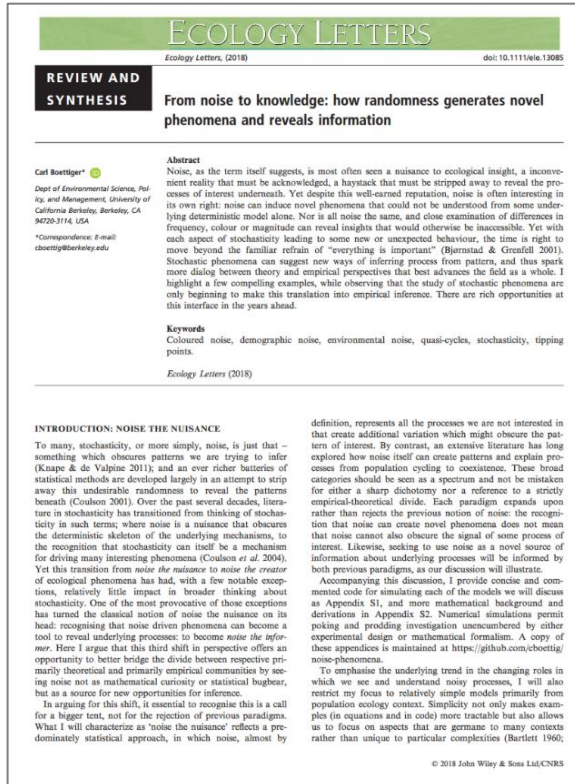 ECOLOGY LETTERS
Ecology Letters, (2018)
doi: 10.1111/ele.13085
REVIEW AND
SYNTHESIS
From noise to knowledge: how randomness generates novel
phenomena and reveals information
Carl Boettiger*
Dept of Environmental Science, Pol-
icy, and Management, University of
California Berkeley, Berkeley, CA
94720-3114, USA
*Correspondence: E-mail:
cboettig@berkeley.edu
Abstract
Noise, as the term itself suggests, is most often seen a nuisance to ecological insight, a inconve-
nient reality that must be acknowledged, a haystack that must be stripped away to reveal the pro-
cesses of interest underneath. Yet despite this well-earned reputation, noise is often interesting in
its own right: noise can induce novel phenomena that could not be understood from some under-
lying deterministic model alone. Nor is all noise the same, and close examination of differences in
frequency, colour or magnitude can reveal insights that would otherwise be inaccessible. Yet with
each aspect of stochasticity leading to some new or unexpected behaviour, the time is right to
move beyond the familiar refrain of "everything is important" (Bjørnstad & Grenfell 2001).
Stochastic phenomena can suggest new ways of inferring process from pattern, and thus spark
more dialog between theory and empirical perspectives that best advances the field as a whole. I
highlight a few compelling examples, while observing that the study of stochastic phenomena are
only beginning to make this translation into empirical inference. There are rich opportunities at
this interface in the years ahead.
Keywords
Coloured noise, demographic noise, environmental noise, quasi-cycles, stochasticity, tipping
points.
Ecology Letters (2018)
INTRODUCTION: NOISE THE NUISANCE
To many, stochasticity, or more simply, noise, is just that –
something which obscures patterns we are trying to infer
(Knape & de Valpine 2011); and an ever richer batteries of
statistical methods are developed largely in an attempt to strip
away this undesirable randomness to reveal the patterns
beneath (Coulson 2001). Over the past several decades, litera-
ture in stochasticity has transitioned from thinking of stochas-
ticity in such terms; where noise is a nuisance that obscures
the deterministic skeleton of the underlying mechanisms, to
the recognition that stochasticity can itself be a mechanism
for driving many interesting phenomena (Coulson et al. 2004).
Yet this transition from noise the nuisance to noise the creator
of ecological phenomena has had, with a few notable excep-
tions, relatively little impact in broader thinking about
stochasticity. One of the most provocative of those exceptions
has turned the classical notion of noise the nuisance on its
head: recognising that noise driven phenomena can become a
tool to reveal underlying processes: to become noise the infor-
mer. Here I argue that this third shift in perspective offers an
opportunity to better bridge the divide between respective pri-
marily theoretical and primarily empirical communities by see-
ing noise not as mathematical curiosity or statistical bugbear,
but as a source for new opportunities for inference.
In arguing for this shift, it essential to recognise this is a call
for a bigger tent, not for the rejection of previous paradigms.
What I will characterise as 'noise the nuisance' reflects a pre-
dominately statistical approach, in which noise, almost by
definition, represents all the processes we are not interested in
that create additional variation which might obscure the pat-
tern of interest. By contrast, an extensive literature has long
explored how noise itself can create patterns and explain pro-
cesses from population cycling to coexistence. These broad
categories should be seen as a spectrum and not be mistaken
for either a sharp dichotomy nor a reference to a strictly
empirical-theoretical divide. Each paradigm expands upon
rather than rejects the previous notion of noise: the recogni-
tion that noise can create novel phenomena does not mean
that noise cannot also obscure the signal of some process of
interest. Likewise, seeking to use noise as a novel source of
information about underlying processes will be informed by
both previous paradigms, as our discussion will illustrate.
Accompanying this discussion, I provide concise and com-
mented code for simulating each of the models we will discuss
as Appendix S1, and more mathematical background and
derivations in Appendix S2. Numerical simulations permit
poking and prodding investigation unencumbered by either
experimental design or mathematical formalism. A copy of
these appendices is maintained at https://github.com/cboettig/
noise-phenomena.
To emphasise the underlying trend in the changing roles in
which we see and understand noisy processes, I will also
restrict my focus to relatively simple models primarily from
population ecology context. Simplicity not only makes exam-
ples (in equations and in code) more tractable but also allows
us to focus on aspects that are germane to many contexts
rather than unique to particular complexities (Bartlett 1960;
© 2018 John Wiley & Sons Ltd/CNRS